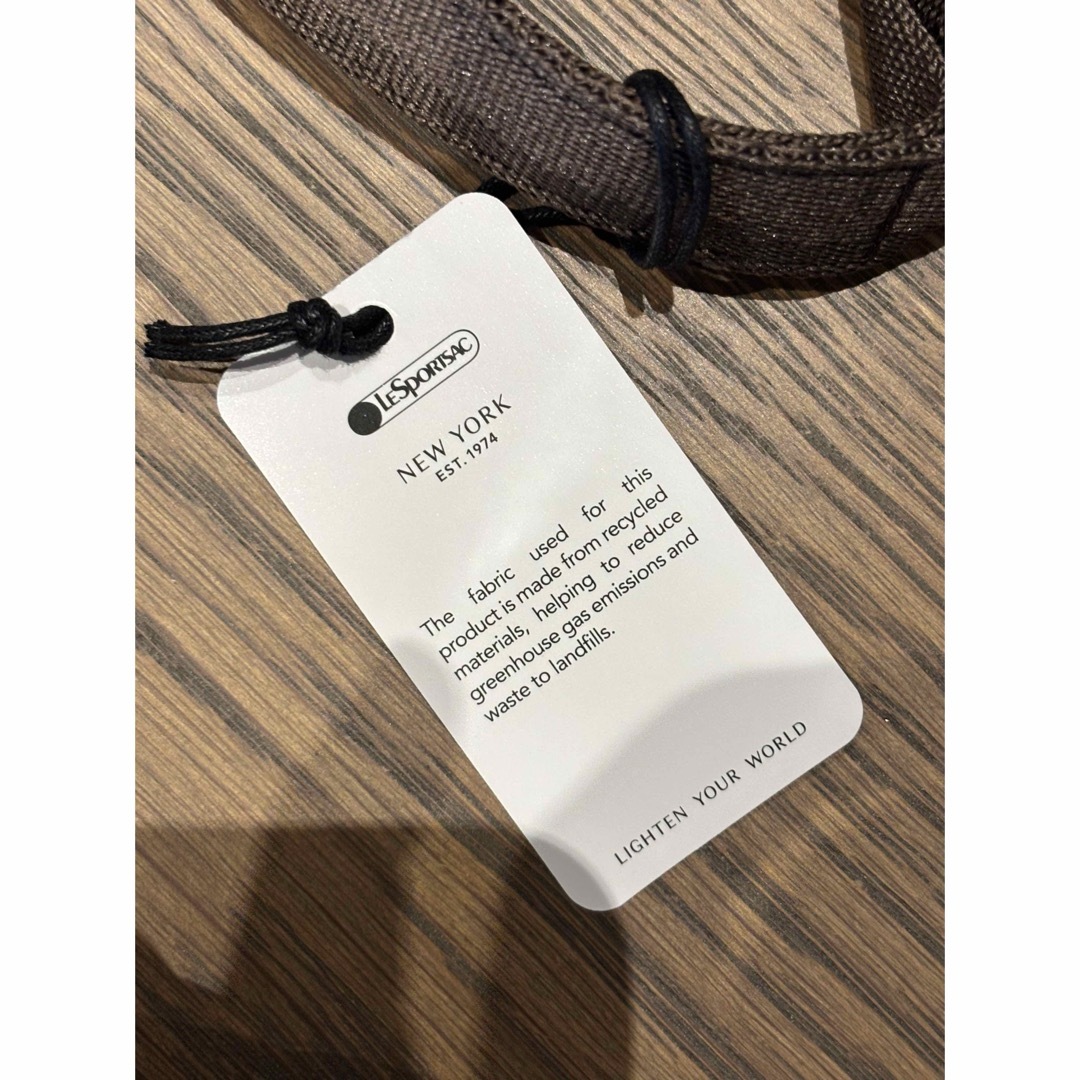 LESPORTSAC
NEW YORK
EST. 1974
The fabric used for this
product is made from recycled
materials, helping to reduce
greenhouse gas emissions and
waste to landfills.
LIGHTEN YOUR WORLD